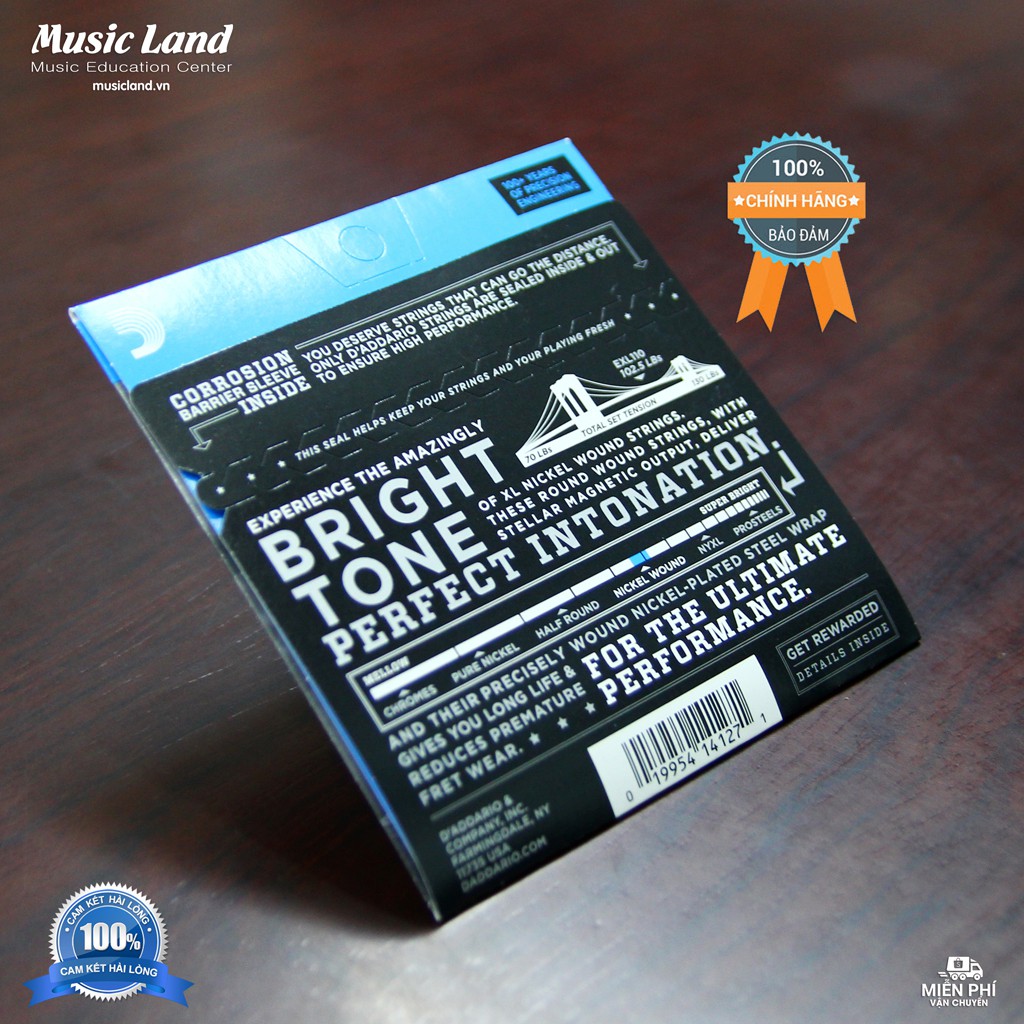 Music Land
Music Education Center
musicland.vn
100%
CHÍNH HÃNG
BẢO ĐẢM
100+ YEARS
OF PRECISION
ENGINEERING
CORROSION
BARRIER SLEEVE
INSIDE
YOU DESERVE STRINGS THAT CAN GO THE DISTANCE.
ONLY D'ADDARIO STRINGS ARE SEALED INSIDE & OUT
TO ENSURE HIGH PERFORMANCE.
THIS SEAL HELPS KEEP YOUR STRINGS AND YOUR PLAYING FRESH
EXL110
102.5 LBs
70 LBs
TOTAL SET TENSION
130 LBs
EXPERIENCE THE AMAZINGLY
BRIGHT
TONE
OF XL NICKEL WOUND STRINGS.
THESE ROUND WOUND STRINGS, WITH
STELLAR MAGNETIC OUTPUT, DELIVER
PERFECT INTONATION.
MELLOW
SUPER BRIGHT
CHROMES
PURE NICKEL
HALF ROUND
NICKEL WOUND
NYXL
PROSTEELS
AND THEIR PRECISELY WOUND NICKEL-PLATED STEEL WRAP
GIVES YOU LONG LIFE &
REDUCES PREMATURE
FRET WEAR.
FOR THE ULTIMATE
PERFORMANCE.
GET REWARDED
DETAILS INSIDE
0 19954 14127 1
D'ADDARIO &
COMPANY, INC.
FARMINGDALE, NY
11735 USA
DADDARIO.COM
CAM KẾT HÀI LÒNG
100%
CAM KẾT HÀI LÒNG
MIỄN PHÍ
VẬN CHUYỂN